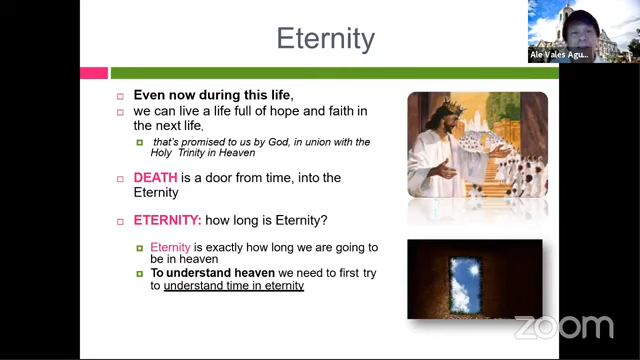 Eternity
Ale Vales Agu...
Even now during this life,
we can live a life full of hope and faith in
the next life,
that's promised to us by God, in union with the
Holy Trinity in Heaven
DEATH is a door from time, into the
Eternity
ETERNITY: how long is Eternity?
Eternity is exactly how long we are going to
be in heaven
To understand heaven we need to first try
to understand time in eternity
zoom